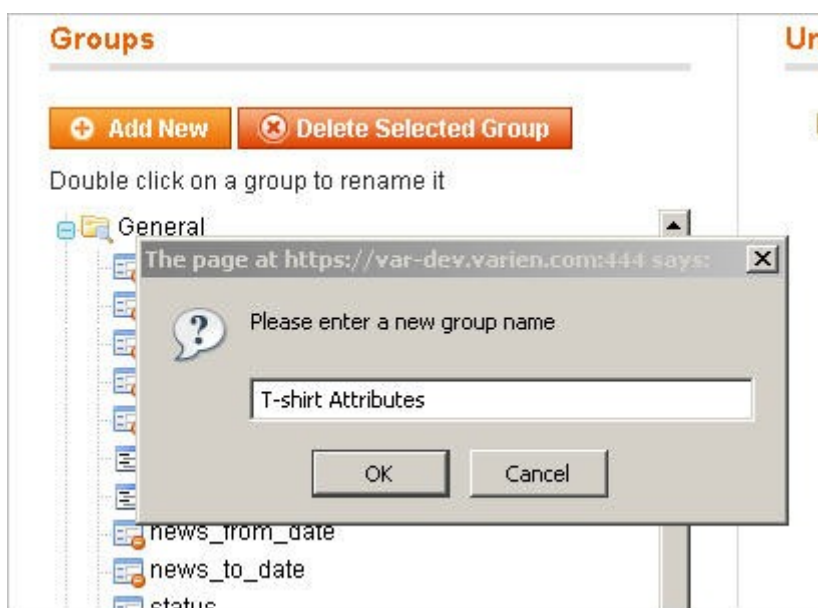 Groups
Add New
Delete Selected Group
Double click on a group to rename it
General
The page at https://var-dev.varien.com:444 says:
Please enter a new group name
T-shirt Attributes
OK
Cancel
news_from_date
news_to_date
status